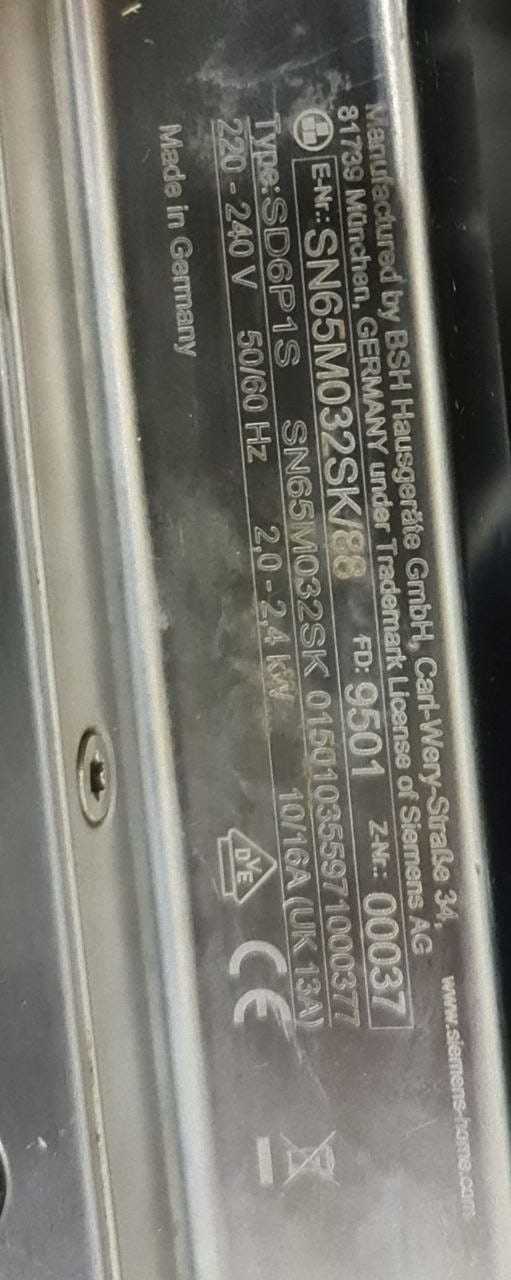 Manufactured by BSH Hausgeräte GmbH, Carl-Wery-Straße 34,
81739 München, GERMANY under Trademark License of Siemens AG
www.siemens-home.com
E-Nr.: SN65M032SK/88 FD: 9501 Z-Nr.: 00037
Type: SD6P1S SN65M032SK 015010355971000377
220 - 240 V 50/60 Hz 2,0 - 2,4 kW 10/16A (UK 13A)
Made in Germany
DVE
CE